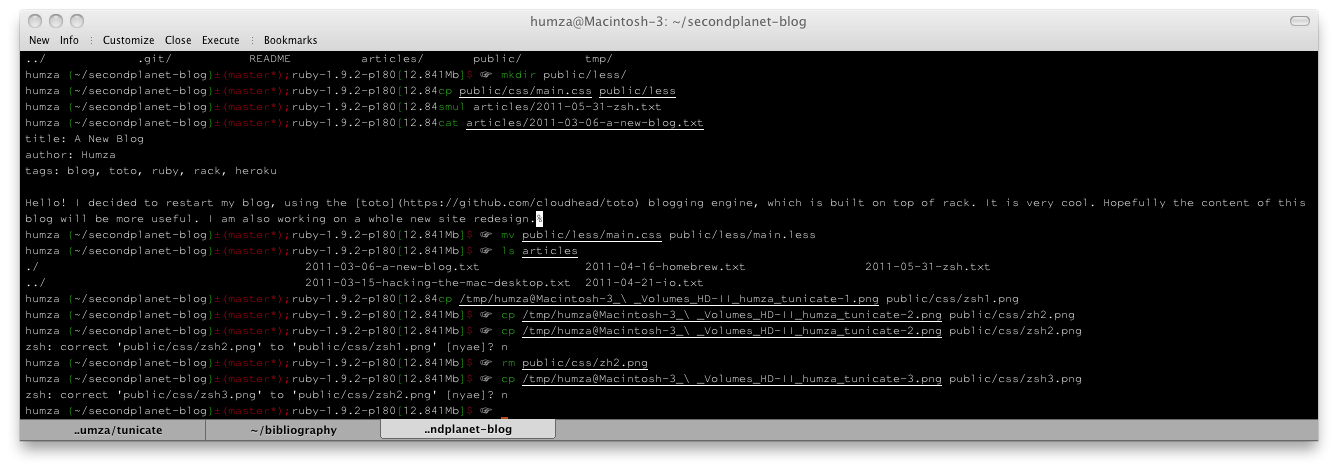 humza@Macintosh-3: ~/secondplanet-blog
New Info Customize Close Execute Bookmarks
../ .git/ README articles/ public/ tmp/
humza {~/secondplanet-blog}±(master*);ruby-1.9.2-p180[12.841Mb]$ ☞ mkdir public/less/
humza {~/secondplanet-blog}±(master*);ruby-1.9.2-p180[12.84cp public/css/main.css public/less
humza {~/secondplanet-blog}±(master*);ruby-1.9.2-p180[12.84smul articles/2011-05-31-zsh.txt
humza {~/secondplanet-blog}±(master*);ruby-1.9.2-p180[12.84cat articles/2011-03-06-a-new-blog.txt
title: A New Blog
author: Humza
tags: blog, toto, ruby, rack, heroku
Hello! I decided to restart my blog, using the [toto](https://github.com/cloudhead/toto) blogging engine, which is built on top of rack. It is very cool. Hopefully the content of this
blog will be more useful. I am also working on a whole new site redesign.%
humza {~/secondplanet-blog}±(master*);ruby-1.9.2-p180[12.841Mb]$ ☞ mv public/less/main.css public/less/main.less
humza {~/secondplanet-blog}±(master*);ruby-1.9.2-p180[12.841Mb]$ ☞ ls articles
./ 2011-03-06-a-new-blog.txt 2011-04-16-homebrew.txt 2011-05-31-zsh.txt
../ 2011-03-15-hacking-the-mac-desktop.txt 2011-04-21-io.txt
humza {~/secondplanet-blog}±(master*);ruby-1.9.2-p180[12.84cp /tmp/humza@Macintosh-3_\ _Volumes_HD-II_humza_tunicate-1.png public/css/zsh1.png
humza {~/secondplanet-blog}±(master*);ruby-1.9.2-p180[12.841Mb]$ ☞ cp /tmp/humza@Macintosh-3_\ _Volumes_HD-II_humza_tunicate-2.png public/css/zh2.png
humza {~/secondplanet-blog}±(master*);ruby-1.9.2-p180[12.841Mb]$ ☞ cp /tmp/humza@Macintosh-3_\ _Volumes_HD-II_humza_tunicate-2.png public/css/zsh2.png
zsh: correct 'public/css/zsh2.png' to 'public/css/zsh1.png' [nyae]? n
humza {~/secondplanet-blog}±(master*);ruby-1.9.2-p180[12.841Mb]$ ☞ rm public/css/zh2.png
humza {~/secondplanet-blog}±(master*);ruby-1.9.2-p180[12.841Mb]$ ☞ cp /tmp/humza@Macintosh-3_\ _Volumes_HD-II_humza_tunicate-3.png public/css/zsh3.png
zsh: correct 'public/css/zsh3.png' to 'public/css/zsh2.png' [nyae]? n
humza {~/secondplanet-blog}±(master*);ruby-1.9.2-p180[12.841Mb]$ ☞
..umza/tunicate ~/bibliography ..ndplanet-blog